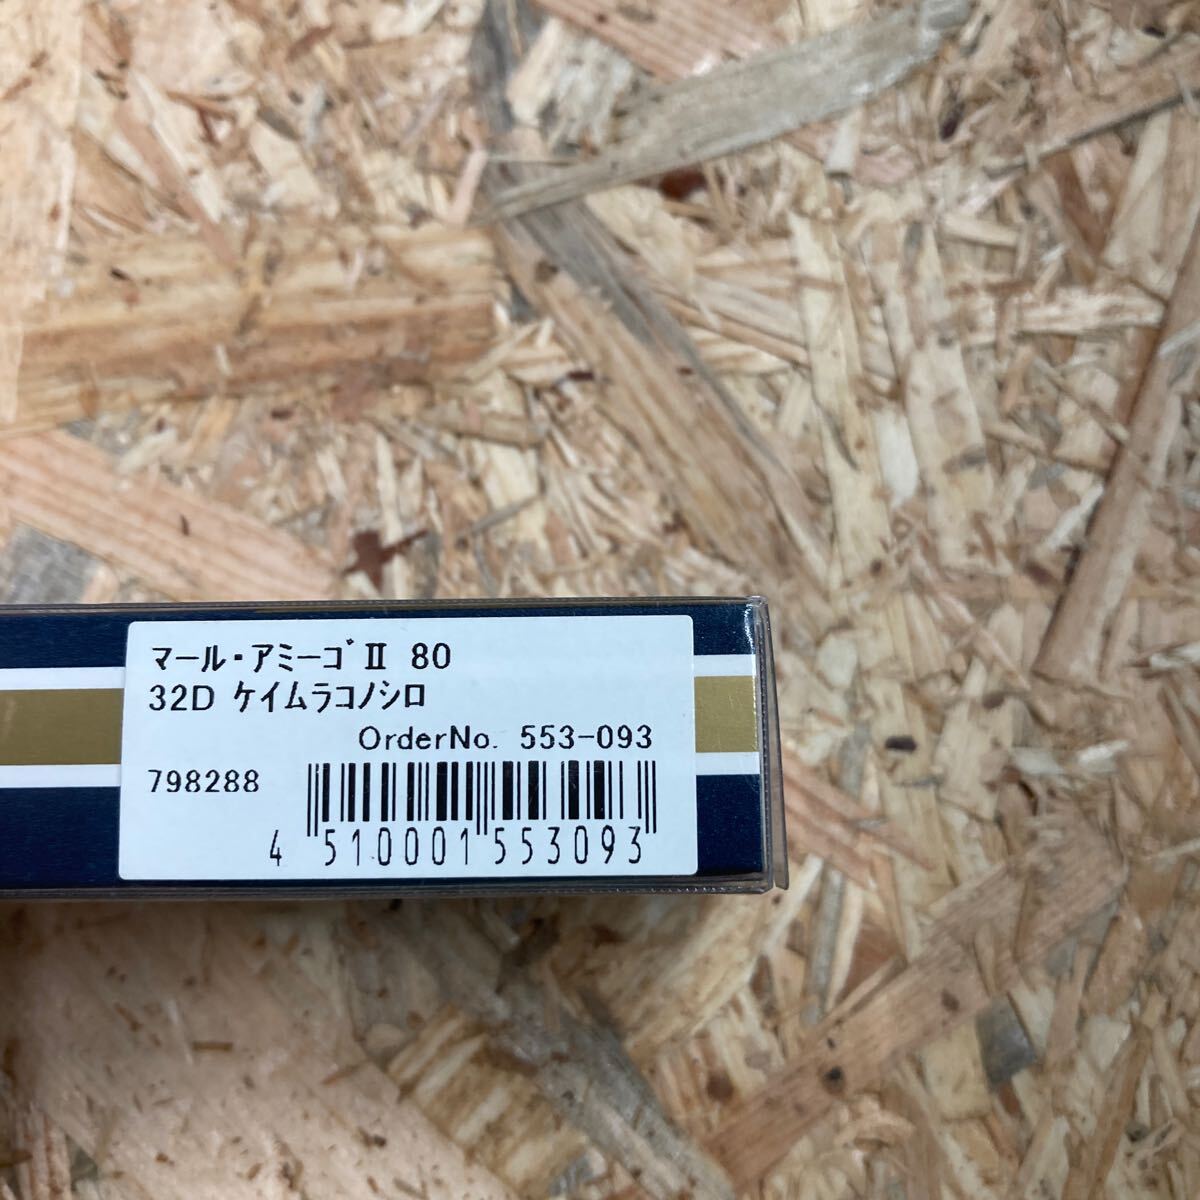 マール・アミーゴⅡ 80
32D ケイムラコノシロ
OrderNo. 553-093
798288
4 510001 553093